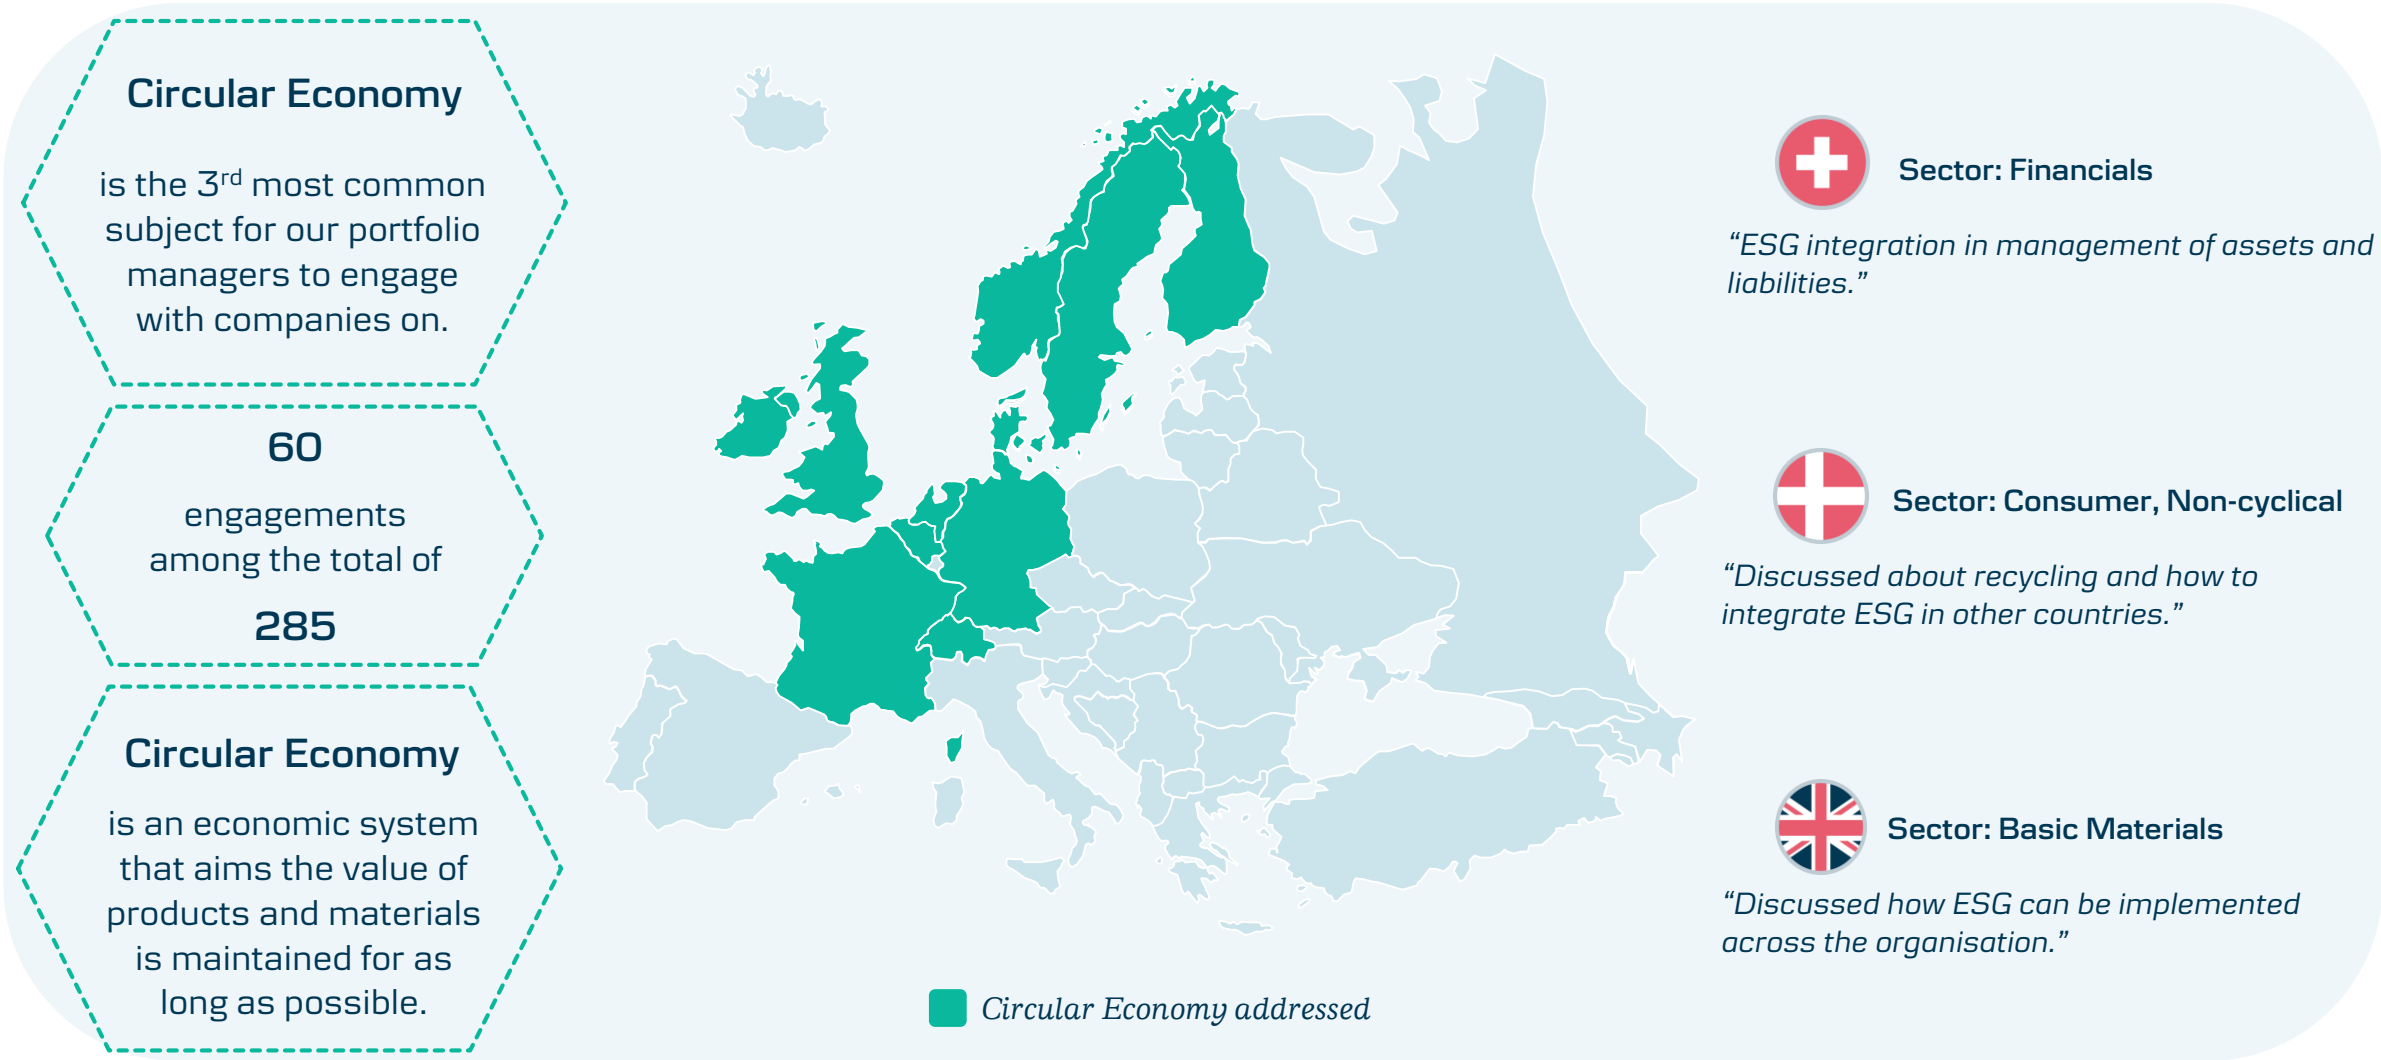 Circular Economy
is the 3rd most common
subject for our portfolio
managers to engage
with companies on.
60
engagements
among the total of
285
Circular Economy
is an economic system
that aims the value of
products and materials
is maintained for as
long as possible.
Circular Economy addressed
Sector: Financials
“ESG integration in management of assets and
liabilities.”
Sector: Consumer, Non-cyclical
“Discussed about recycling and how to
integrate ESG in other countries.”
Sector: Basic Materials
“Discussed how ESG can be implemented
across the organisation.”